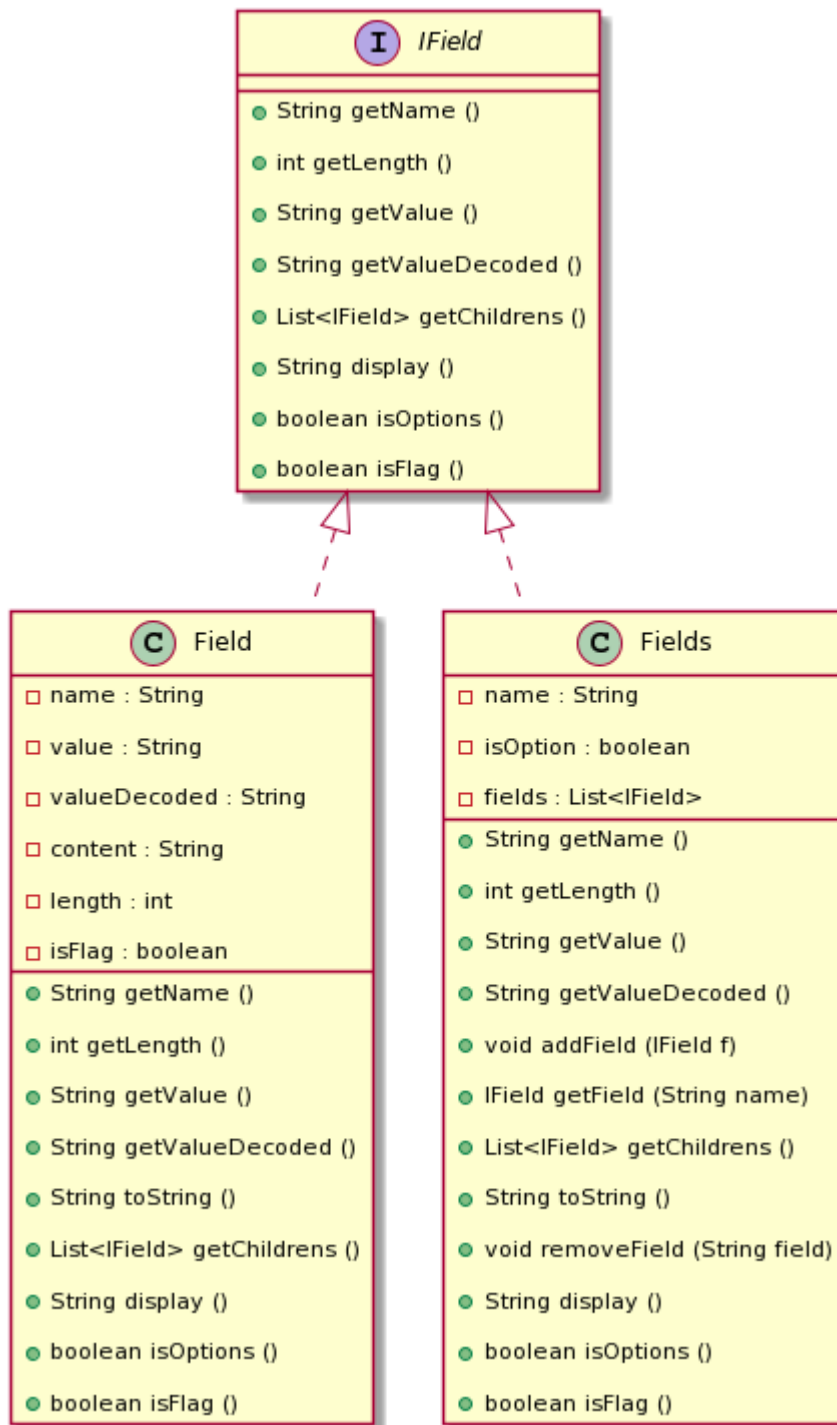 I IField
String getName ()
int getLength ()
String getValue ()
String getValueDecoded ()
List<IField> getChildrens ()
String display ()
boolean isOptions ()
boolean isFlag ()
C Field
name : String
value : String
valueDecoded : String
content : String
length : int
isFlag : boolean
String getName ()
int getLength ()
String getValue ()
String getValueDecoded ()
String toString ()
List<IField> getChildrens ()
String display ()
boolean isOptions ()
boolean isFlag ()
C Fields
name : String
isOption : boolean
fields : List<IField>
String getName ()
int getLength ()
String getValue ()
String getValueDecoded ()
void addField (IField f)
IField getField (String name)
List<IField> getChildrens ()
String toString ()
void removeField (String field)
String display ()
boolean isOptions ()
boolean isFlag ()